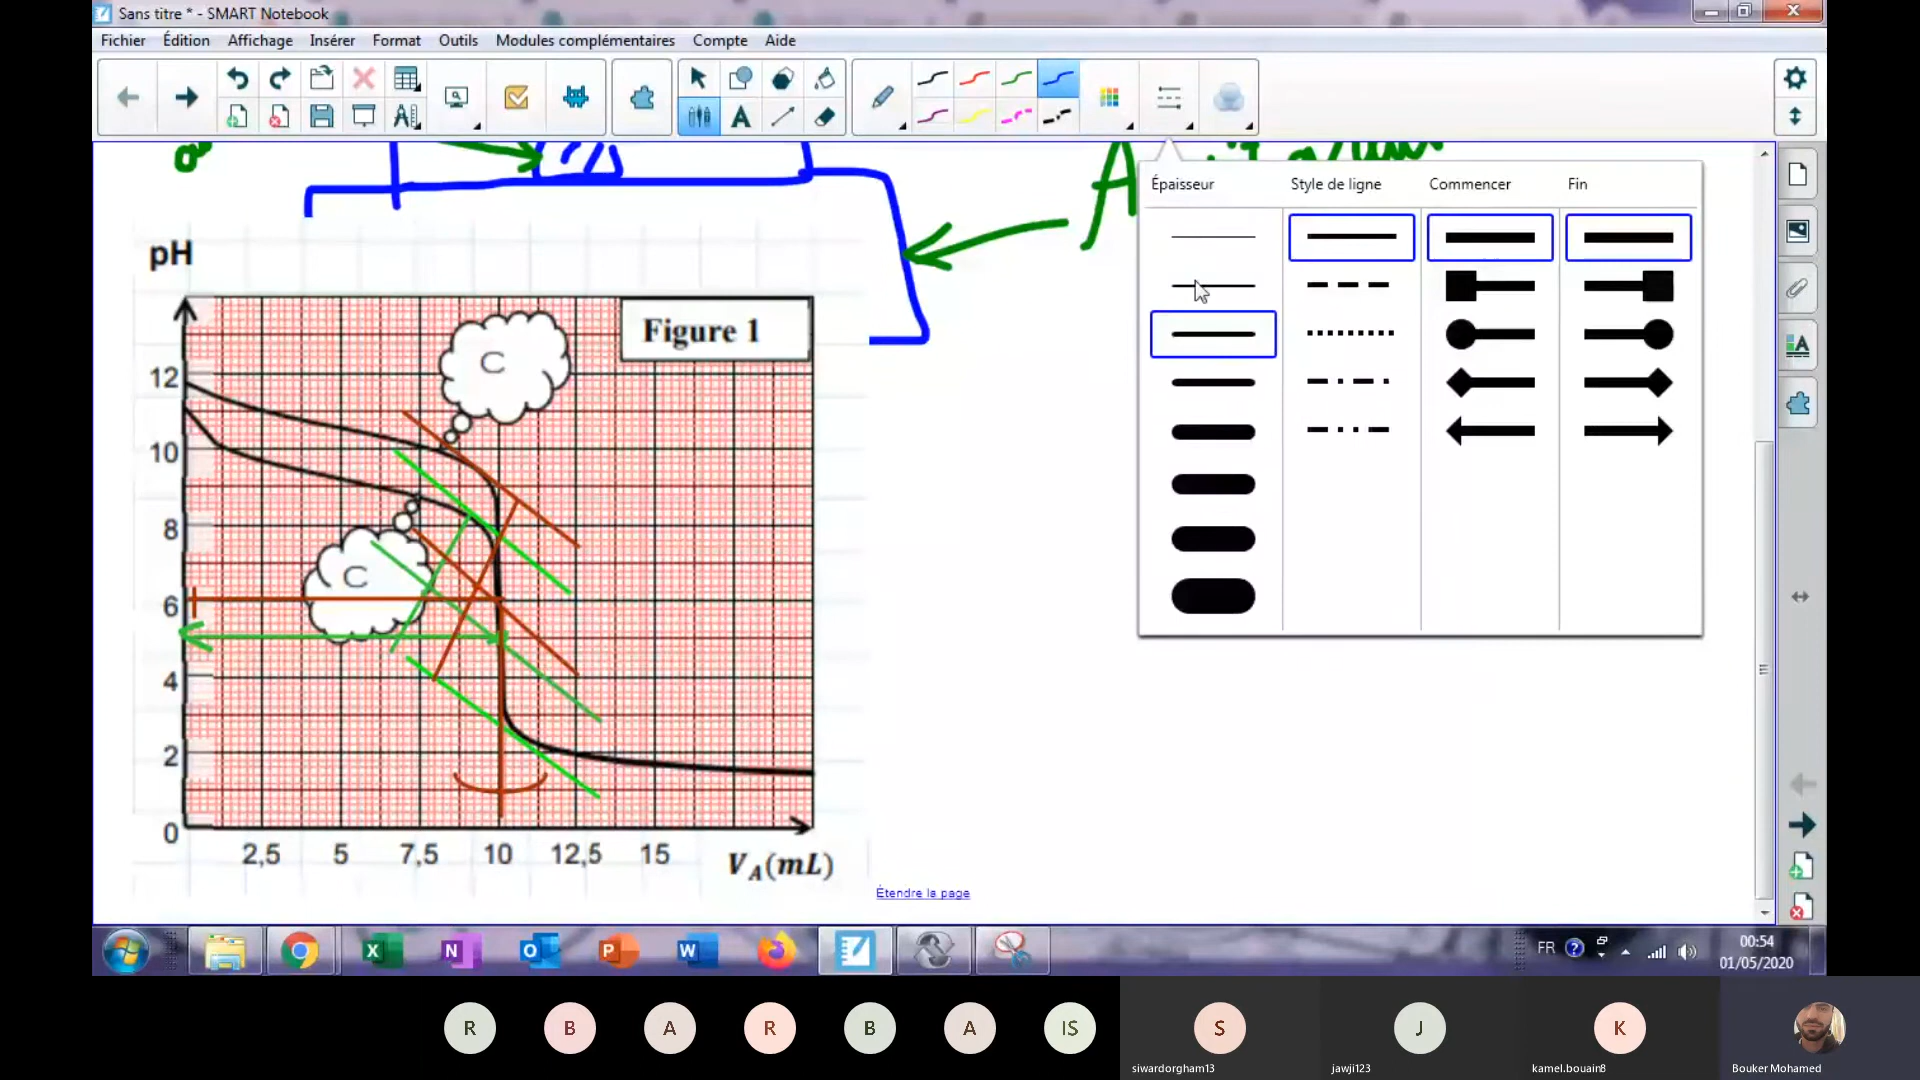 Sans titre * - SMART Notebook
Fichier Édition Affichage Insérer Format Outils Modules complémentaires Compte Aide
Épaisseur Style de ligne Commencer Fin
pH
Figure 1
C
12
10
8
C
6
4
2
0
2,5 5 7,5 10 12,5 15 V_A(mL)
Étendre la page
FR
00:54
01/05/2020
R B A R B A IS S J K
siwardorgham13 jawji123 kamel.bouain8 Bouker Mohamed